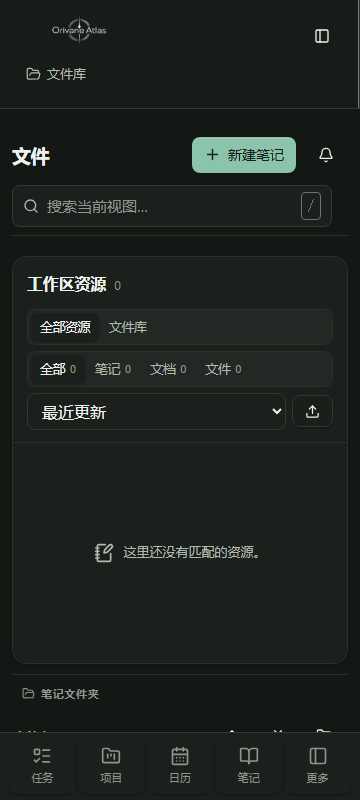 Orivane Atlas
文件库
文件
新建笔记
搜索当前视图... /
工作区资源 0
全部资源 文件库
全部 0 笔记 0 文档 0 文件 0
最近更新
这里还没有匹配的资源。
笔记文件夹
任务 项目 日历 笔记 更多